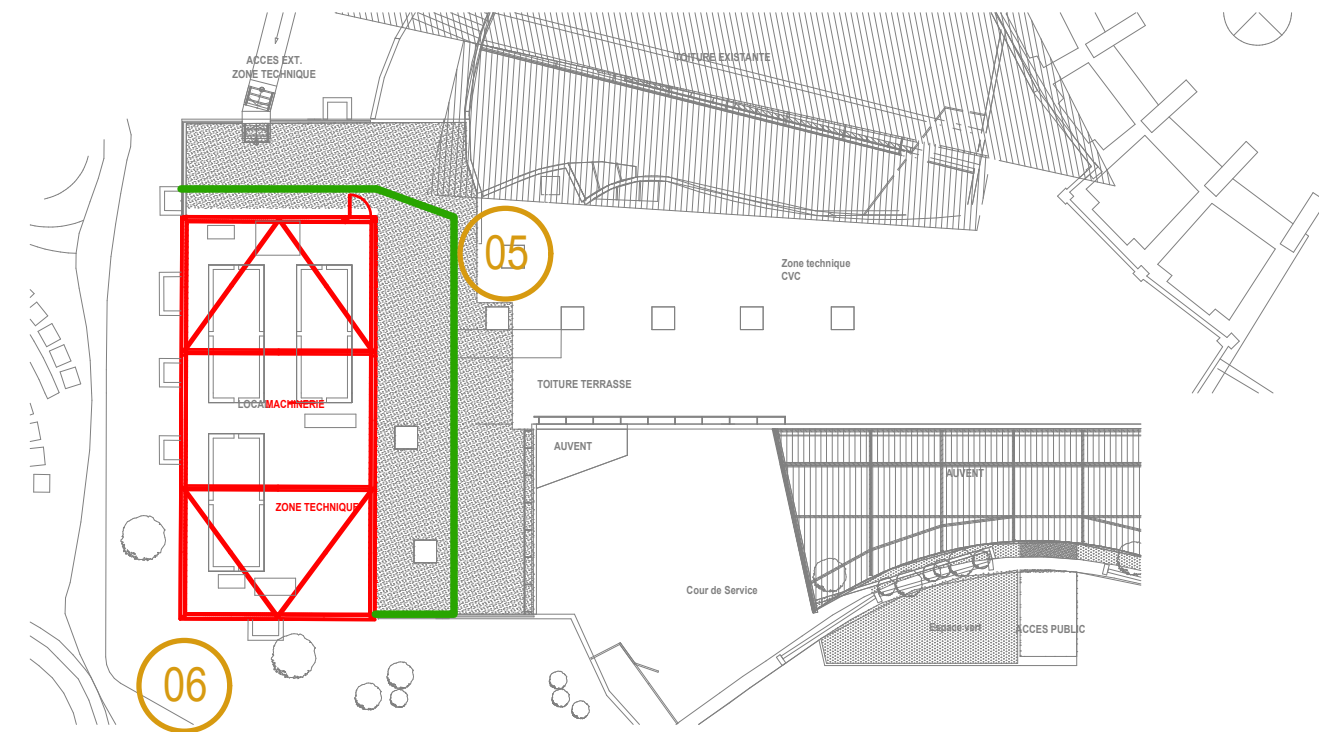 ACCES EXT.
ZONE TECHNIQUE
TOITURE EXISTANTE
05
Zone technique
CVC
TOITURE TERRASSE
LOCAL MACHINERIE
AUVENT
AUVENT
ZONE TECHNIQUE
Cour de Service
Espace vert
ACCES PUBLIC
06